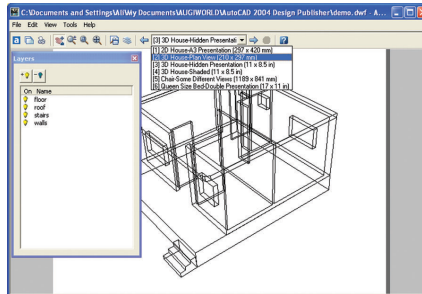 C:\Documents and Settings\Ali\My Documents\AUGIWORLD\AutoCAD 2004 Design Publisher\demo.dwf - A...
File Edit View Tools Help
[3] 3D House-Hidden Presentati
[1] 2D House-A3 Presentation (297 x 420 mm)
[2] 3D House-Plan View (210 x 297 mm)
[3] 3D House-Hidden Presentation (11 x 8.5 in)
[4] 3D House-Shaded (11 x 8.5 in)
[5] Chair-Some Different Views (1189 x 841 mm)
[6] Queen Size Bed-Double Presentation (17 x 11 in)
Layers
On Name
floor
roof
stairs
walls